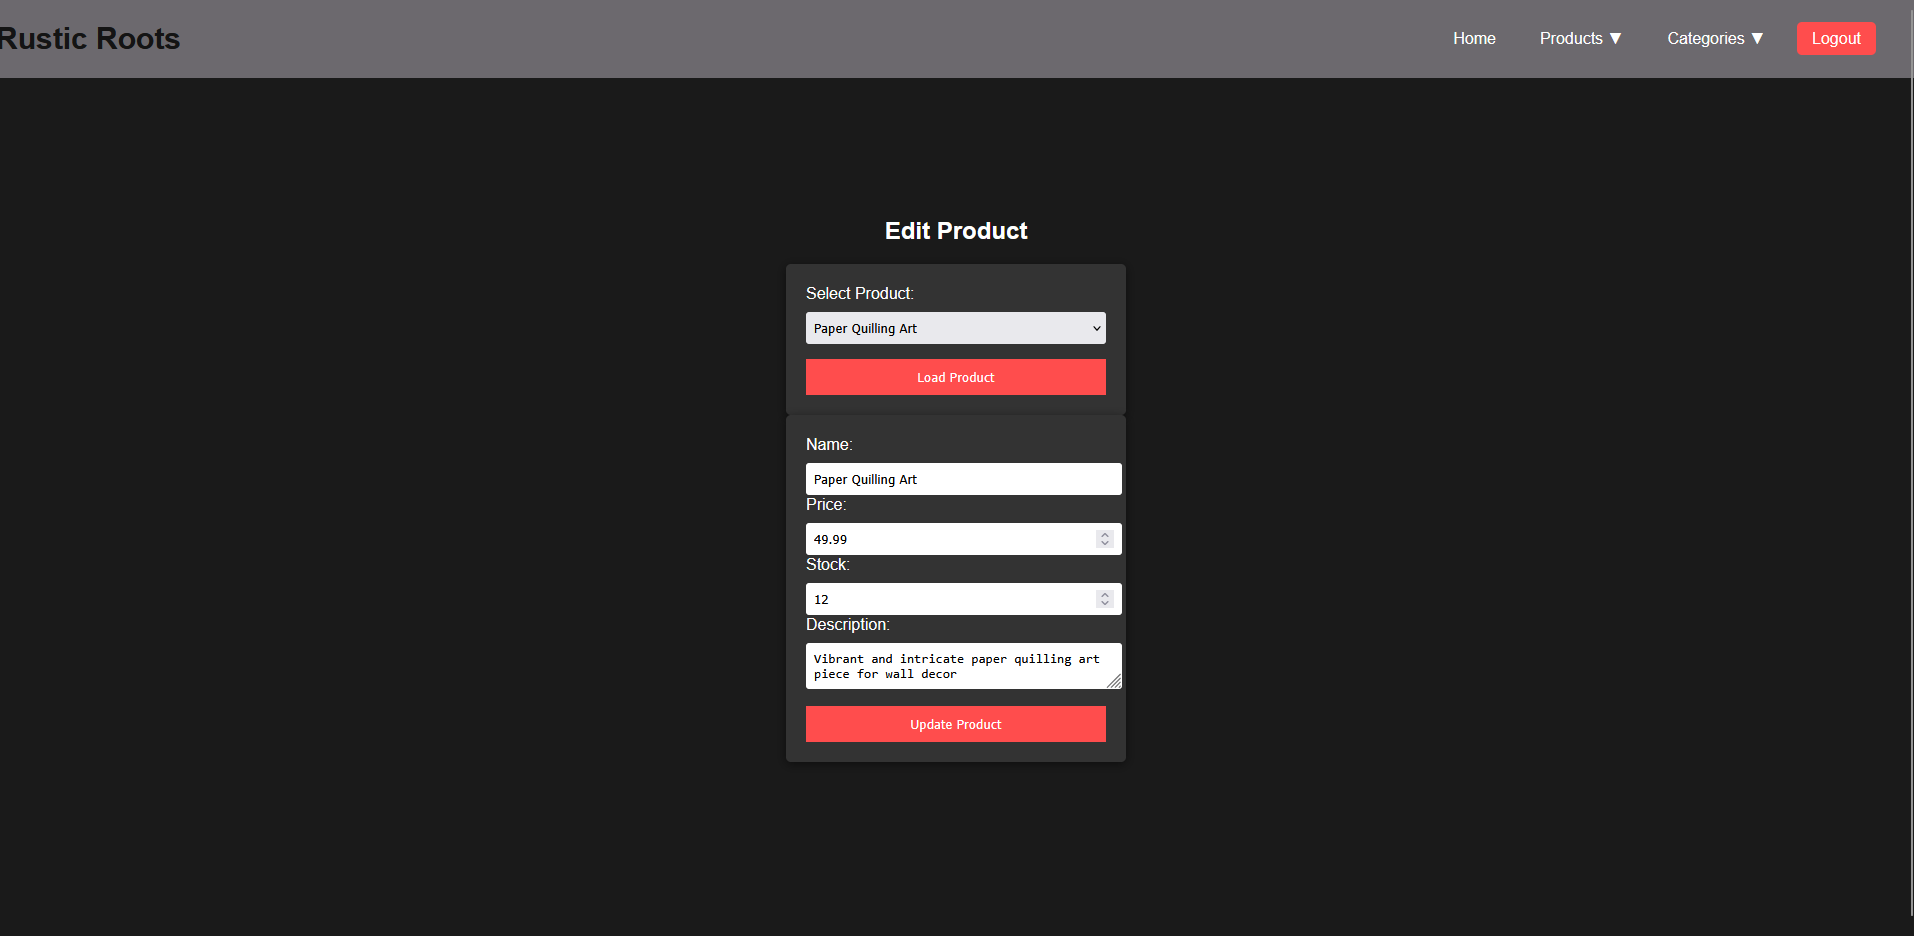 Rustic Roots
Home Products ▼ Categories ▼ Logout
Edit Product
Select Product:
Paper Quilling Art
Load Product
Name:
Paper Quilling Art
Price:
49.99
Stock:
12
Description:
Vibrant and intricate paper quilling art
piece for wall decor
Update Product